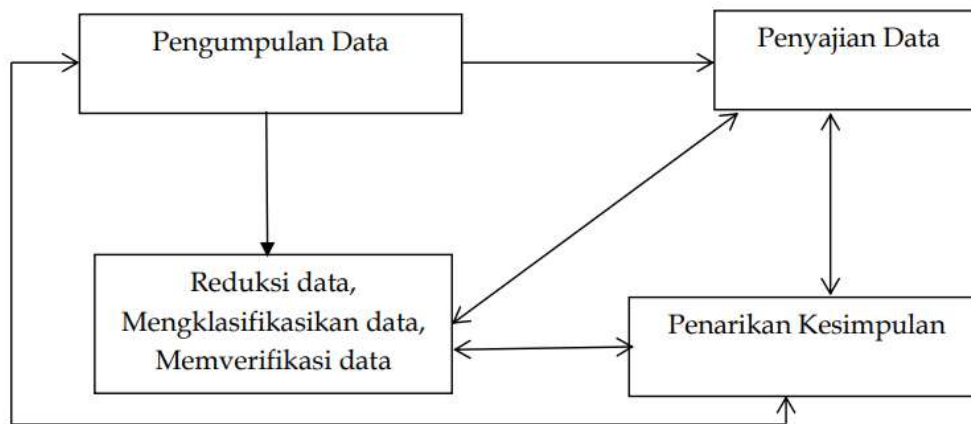 Pengumpulan Data
Penyajian Data
Reduksi data,
Mengklasifikasikan data,
Memverifikasi data
Penarikan Kesimpulan